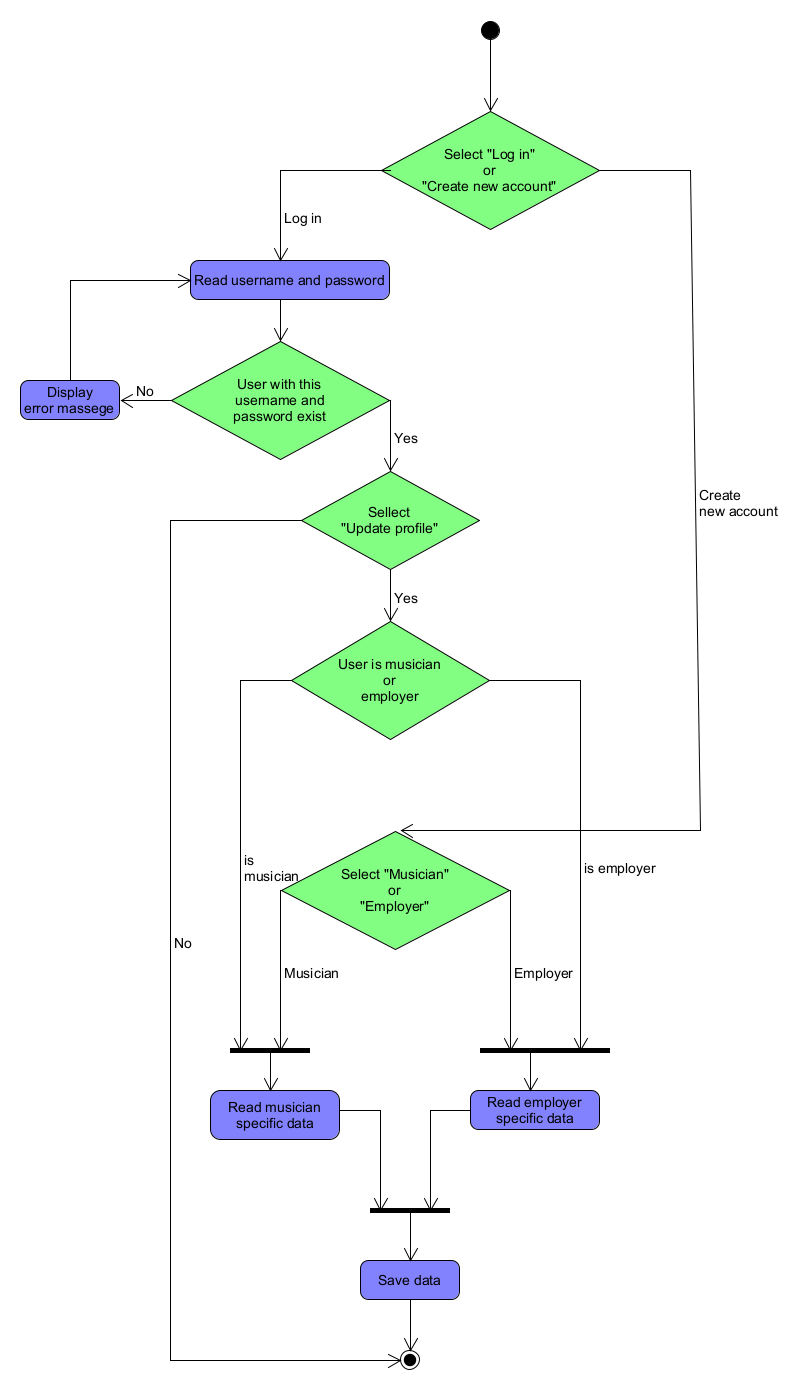 Select "Log in"
or
"Create new account"
Log in
Read username and password
Display
error massege
No
User with this
username and
password exist
Yes
Sellect
"Update profile"
Create
new account
Yes
User is musician
or
employer
is
musician
is employer
Select "Musician"
or
"Employer"
No
Musician
Employer
Read musician
specific data
Read employer
specific data
Save data